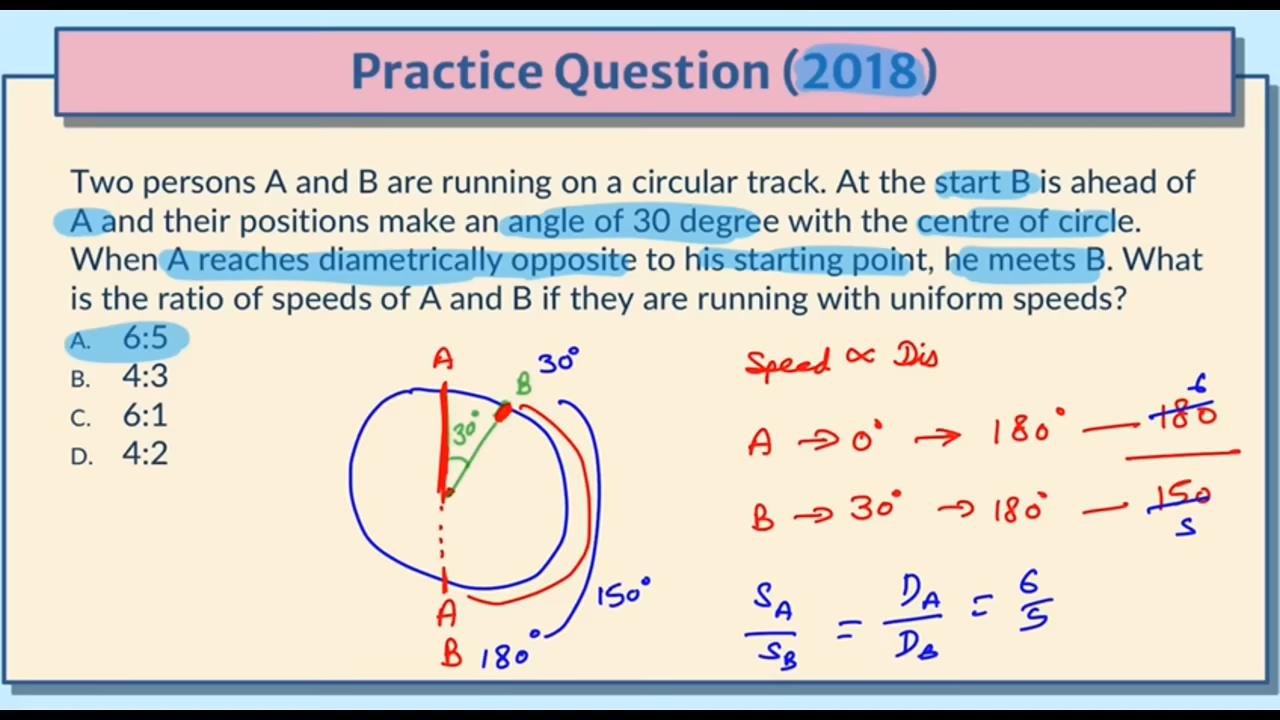 Practice Question (2018)
Two persons A and B are running on a circular track. At the start B is ahead of
A and their positions make an angle of 30 degree with the centre of circle.
When A reaches diametrically opposite to his starting point, he meets B. What
is the ratio of speeds of A and B if they are running with uniform speeds?
A. 6:5
B. 4:3
C. 6:1
D. 4:2
A
B 30°
30°
150°
A
B 180°
Speed ∝ Dis
6
A → 0° → 180° — 180
B → 30° → 180° — 150
5
S_A / S_B = D_A / D_B = 6 / 5